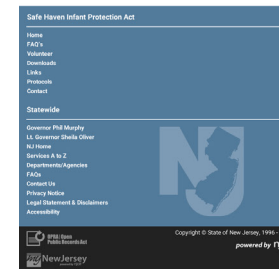 Safe Haven Infant Protection Act
Home
FAQ's
Volunteer
Downloads
Links
Protocols
Contact
Statewide
Governor Phil Murphy
Lt. Governor Sheila Oliver
NJ Home
Services A to Z
Departments/Agencies
FAQs
Contact Us
Privacy Notice
Legal Statement & Disclaimers
Accessibility
NJ
OPRA/Open
Public Records Act
Copyright © State of New Jersey, 1996 -
powered by
my NewJersey